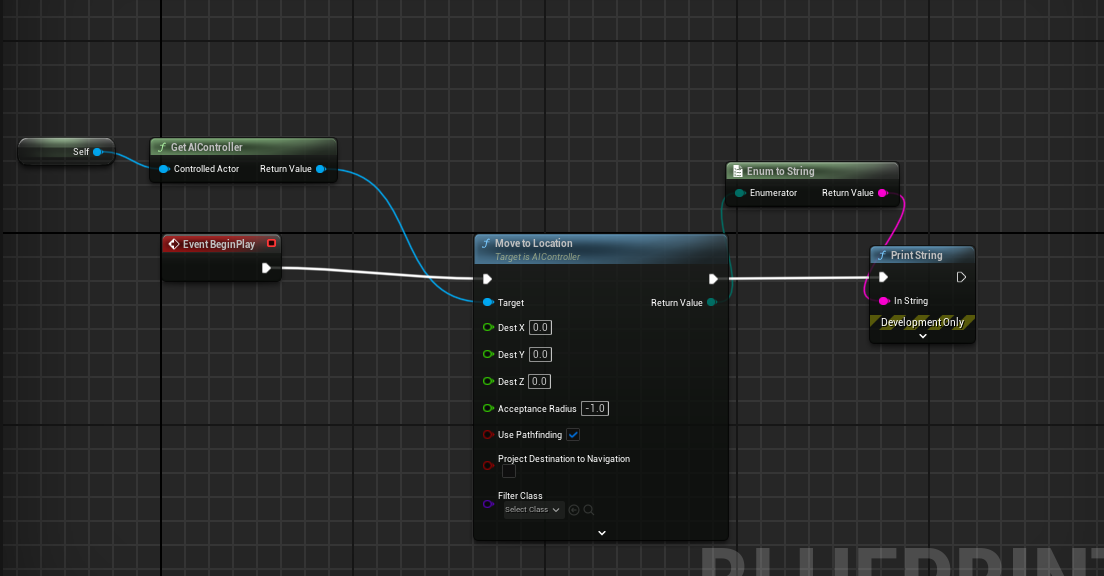 Self
Get AIController
Controlled Actor Return Value
Event BeginPlay
Move to Location
Target is AIController
Target Return Value
Dest X 0.0
Dest Y 0.0
Dest Z 0.0
Acceptance Radius -1.0
Use Pathfinding
Project Destination to Navigation
Filter Class
Select Class
Enum to String
Enumerator Return Value
Print String
In String
Development Only
BLUEPRINT